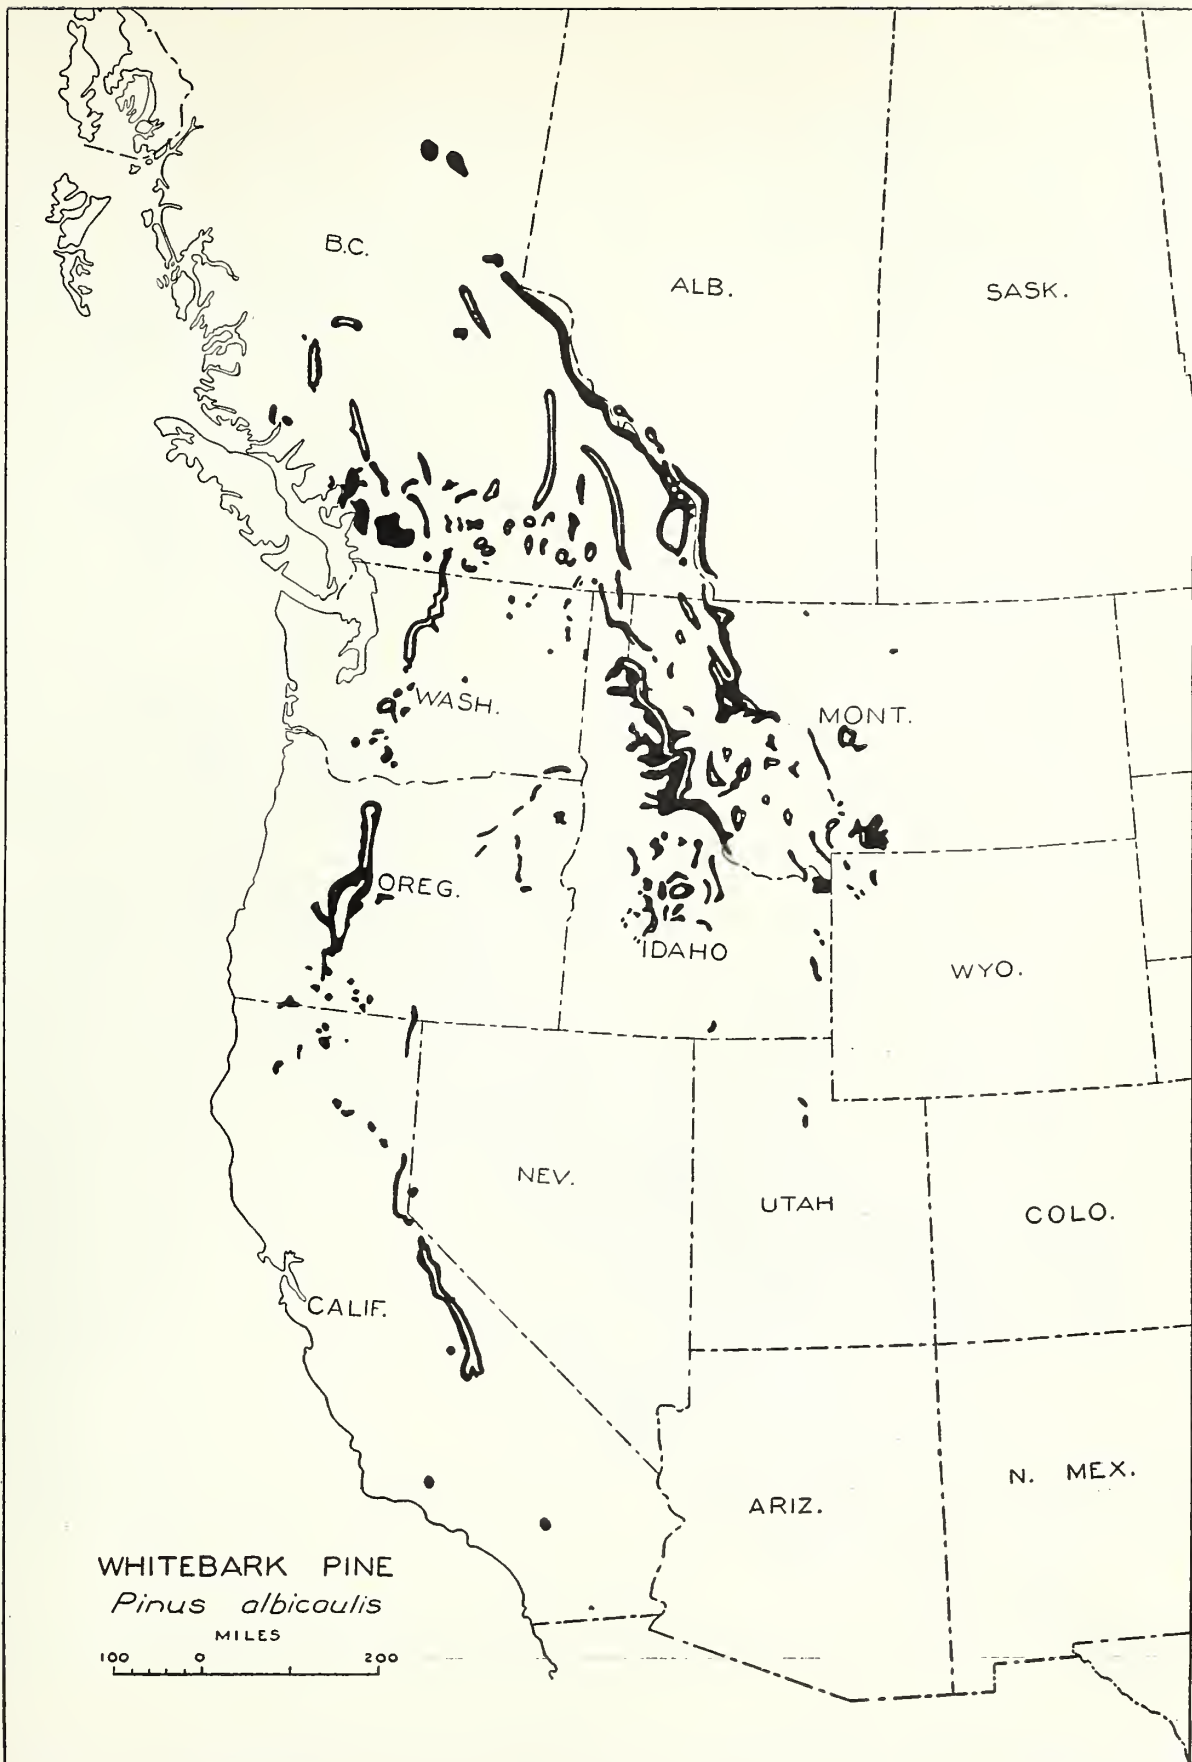 B.C.
ALB.
SASK.
WASH.
MONT.
OREG.
IDAHO
WYO.
NEV.
UTAH
COLO.
CALIF.
N. MEX.
ARIZ.
WHITEBARK PINE
Pinus albicaulis
MILES
100 0 200